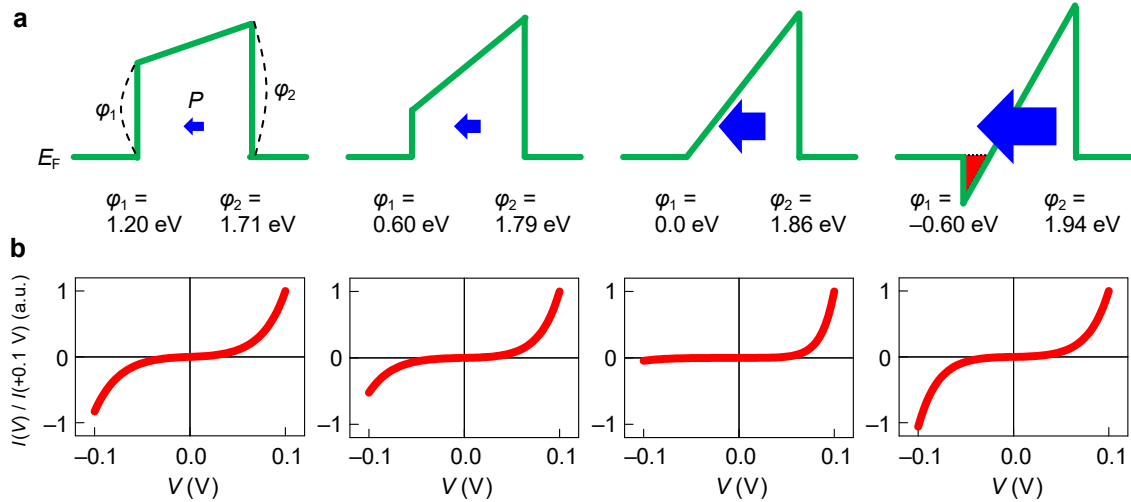 a
φ1
P
φ2
EF
φ1 =
1.20 eV
φ2 =
1.71 eV
φ1 =
0.60 eV
φ2 =
1.79 eV
φ1 =
0.0 eV
φ2 =
1.86 eV
φ1 =
–0.60 eV
φ2 =
1.94 eV
b
I(V) / I(+0.1 V) (a.u.)
1
0
–1
–0.1
0.0
0.1
V (V)
1
0
–1
–0.1
0.0
0.1
V (V)
1
0
–1
–0.1
0.0
0.1
V (V)
1
0
–1
–0.1
0.0
0.1
V (V)